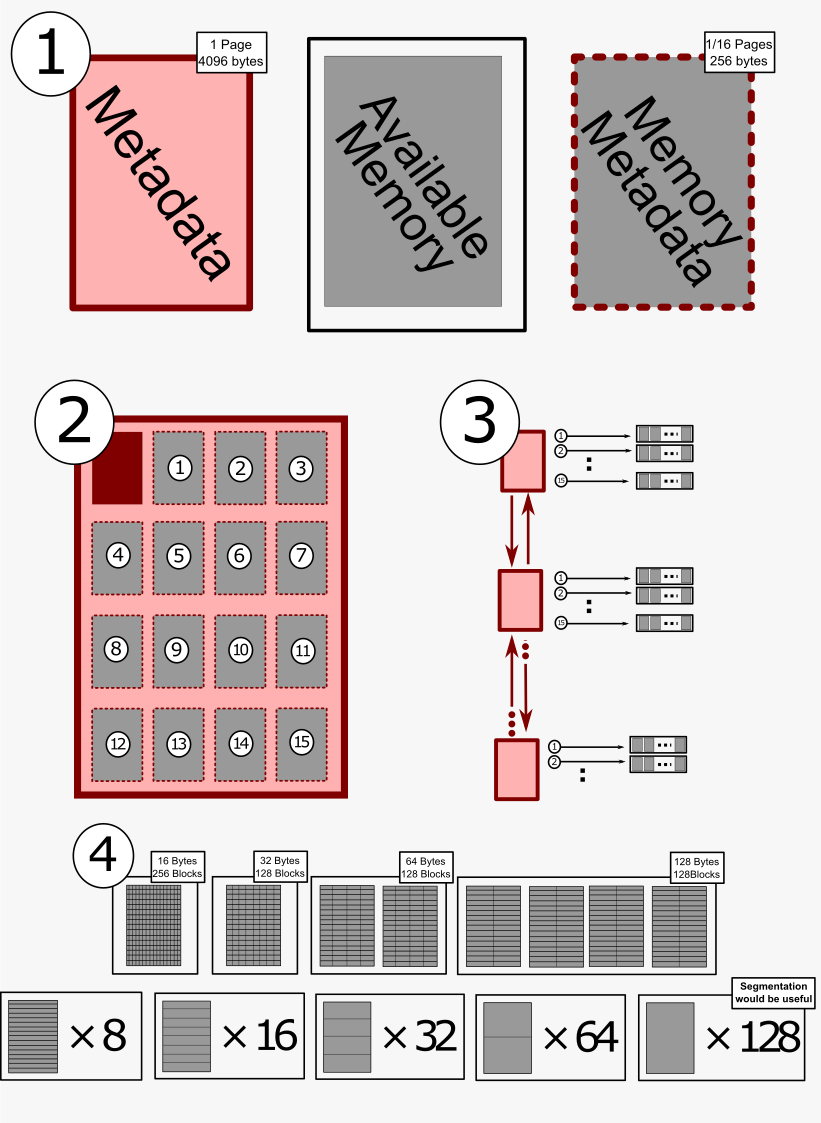 1
1 Page
4096 bytes
Metadata
Available
Memory
1/16 Pages
256 bytes
Memory
Metadata
2
1
2
3
4
5
6
7
8
9
10
11
12
13
14
15
3
1
2
15
1
2
15
1
2
4
16 Bytes
256 Blocks
32 Bytes
128 Blocks
64 Bytes
128 Blocks
128 Bytes
128Blocks
×8
×16
×32
×64
Segmentation
would be useful
×128